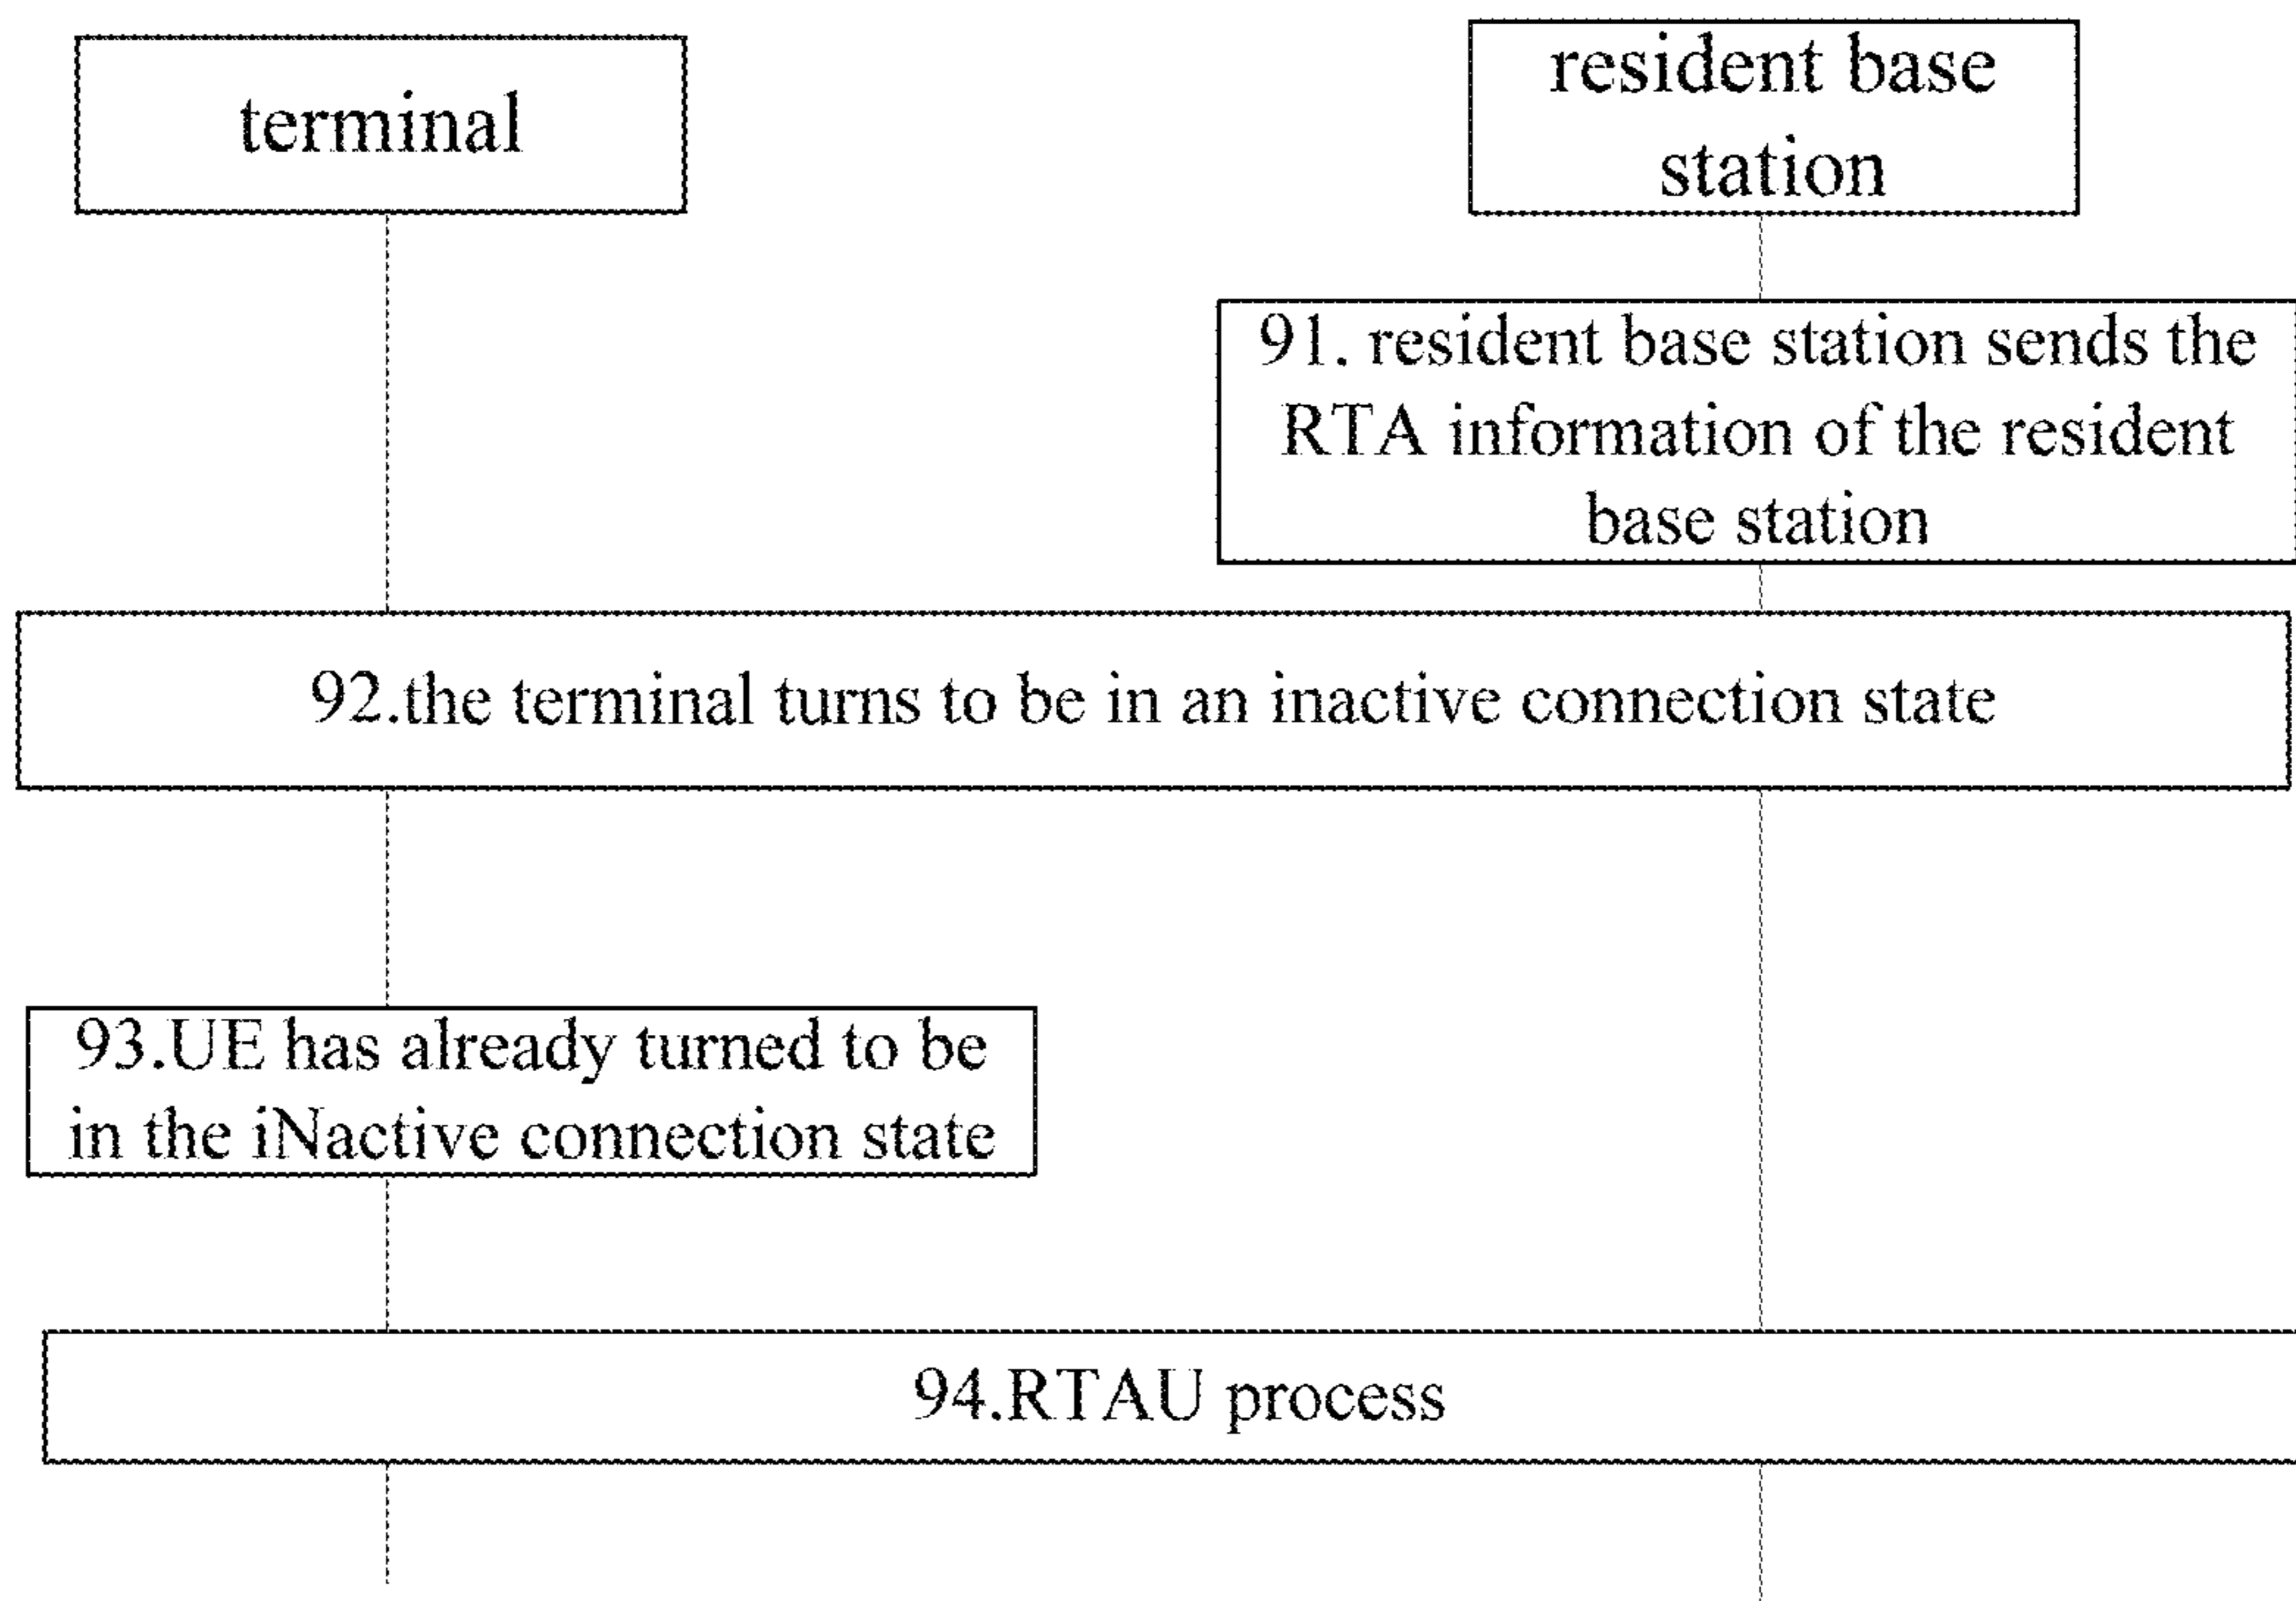 terminal
resident base
station
91. resident base station sends the
RTA information of the resident
base station
92.the terminal turns to be in an inactive connection state
93.UE has already turned to be
in the iNactive connection state
94.RTAU process